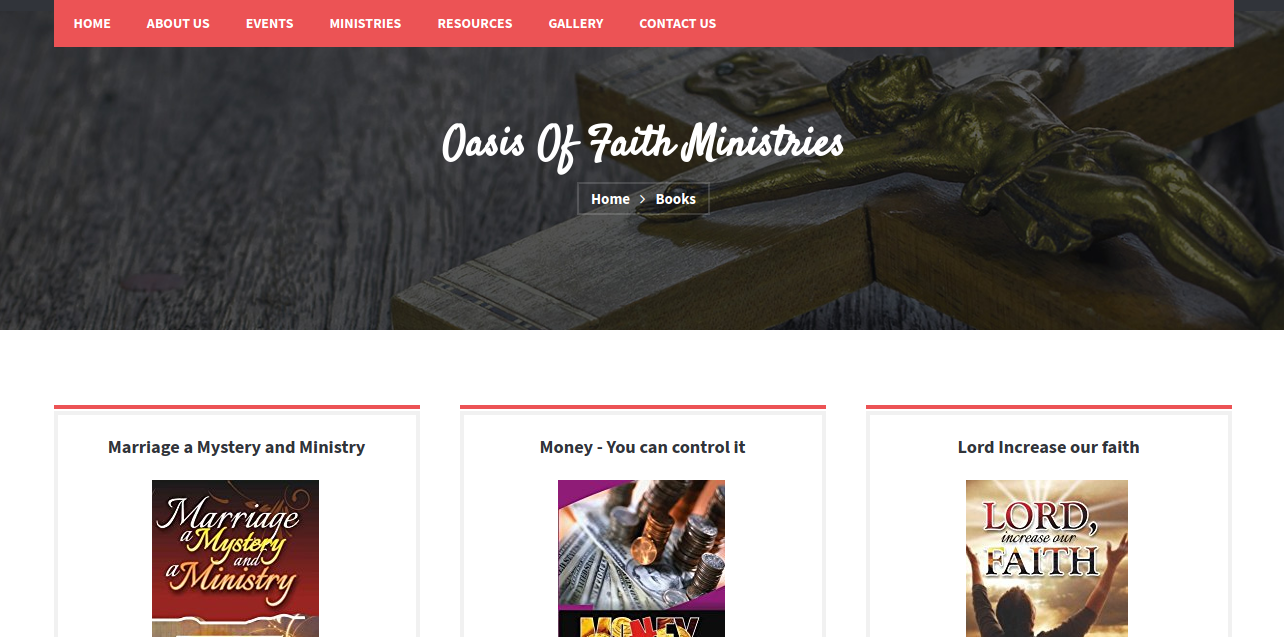 HOME ABOUT US EVENTS MINISTRIES RESOURCES GALLERY CONTACT US
Oasis Of Faith Ministries
Home > Books
Marriage a Mystery and Ministry
Money - You can control it
Lord Increase our faith
Marriage
a Mystery
and
a Ministry
MONEY
LORD,
increase our
FAITH